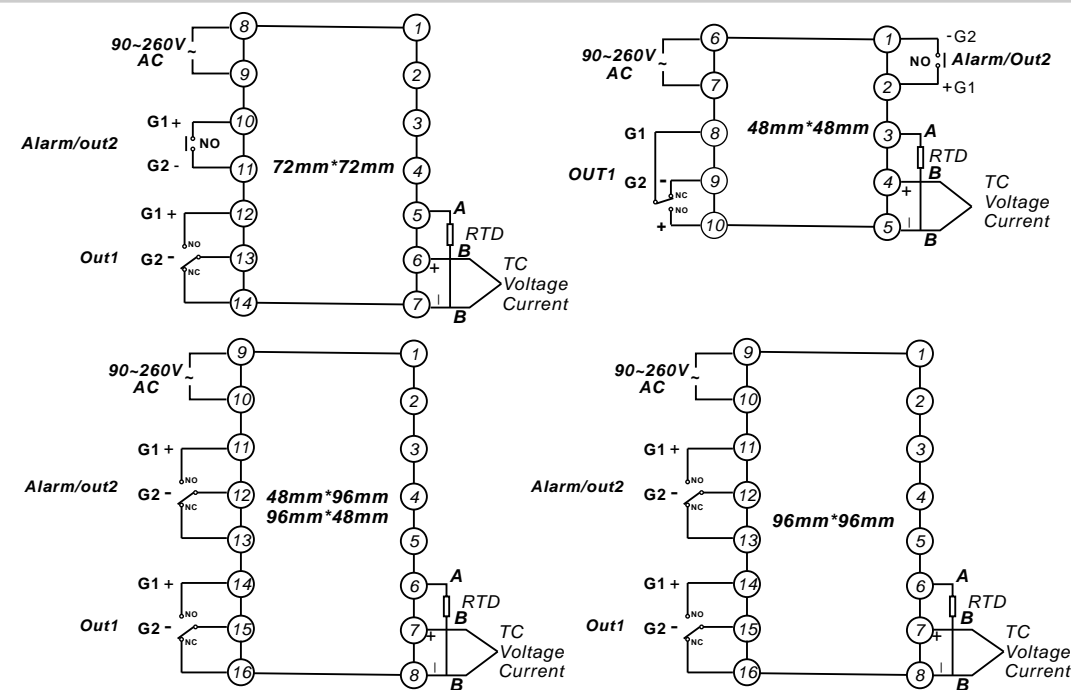 90~260V
AC
~
8
9
Alarm/out2
G1+
10
NO
G2 -
11
Out1
G1 +
12
NO
G2 -
13
NC
14
72mm*72mm
1
2
3
4
5
A
RTD
B
6
+
TC
Voltage
Current
7
B
90~260V
AC
~
6
7
G1
8
OUT1
G2
-
9
NC
NO
+
10
48mm*48mm
1
-G2
NO
Alarm/Out2
2
+G1
3
A
RTD
B
4
+
TC
Voltage
Current
5
B
90~260V
AC
~
9
10
Alarm/out2
G1 +
11
NO
G2 -
12
NC
13
Out1
G1 +
14
NO
G2 -
15
NC
16
48mm*96mm
96mm*48mm
1
2
3
4
5
6
A
RTD
B
7
+
TC
Voltage
Current
8
B
90~260V
AC
~
9
10
Alarm/out2
G1 +
11
NO
G2 -
12
NC
13
Out1
G1 +
14
NO
G2 -
15
NC
16
96mm*96mm
1
2
3
4
5
6
A
RTD
B
7
+
TC
Voltage
Current
8
B